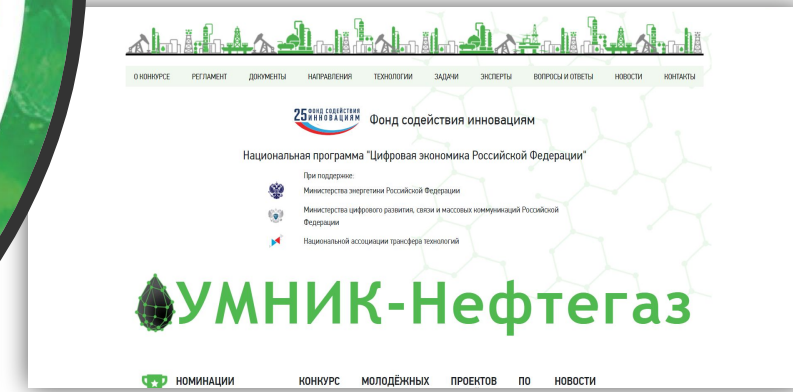 О КОНКУРСЕ РЕГЛАМЕНТ ДОКУМЕНТЫ НАПРАВЛЕНИЯ ТЕХНОЛОГИИ ЗАДАЧИ ЭКСПЕРТЫ ВОПРОСЫ И ОТВЕТЫ НОВОСТИ КОНТАКТЫ
25 ФОНД СОДЕЙСТВИЯ ИННОВАЦИЯМ
Фонд содействия инновациям
Национальная программа "Цифровая экономика Российской Федерации"
При поддержке
Министерства энергетини Российской Федерации
Министерства цифрового развития, связи и массовых коммуникаций Российской
Федерации
Национальной ассоциации трансфера технологий
УМНИК-Нефтегаз
НОМИНАЦИИ КОНКУРС МОЛОДЁЖНЫХ ПРОЕКТОВ ПО НОВОСТИ